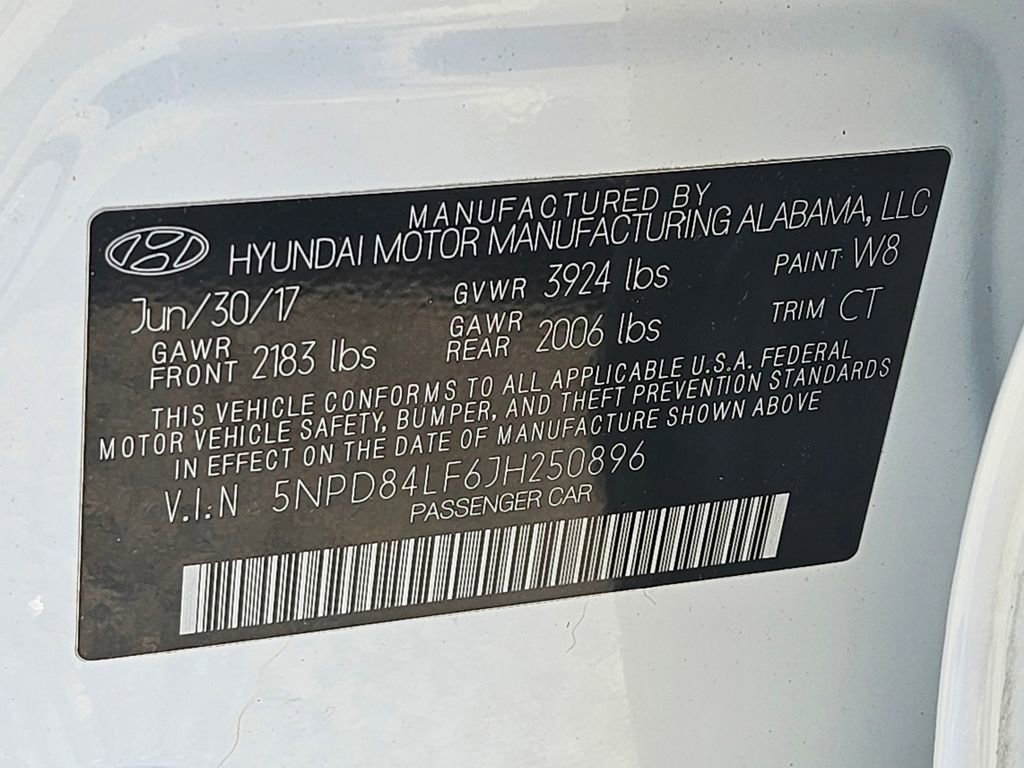 MANUFACTURED BY
HYUNDAI MOTOR MANUFACTURING ALABAMA, LLC
Jun/30/17 GVWR 3924 lbs PAINT W8
GAWR FRONT 2183 lbs GAWR REAR 2006 lbs TRIM CT
THIS VEHICLE CONFORMS TO ALL APPLICABLE U.S.A. FEDERAL
MOTOR VEHICLE SAFETY, BUMPER, AND THEFT PREVENTION STANDARDS
IN EFFECT ON THE DATE OF MANUFACTURE SHOWN ABOVE
V.I.N 5NPD84LF6JH250896
PASSENGER CAR